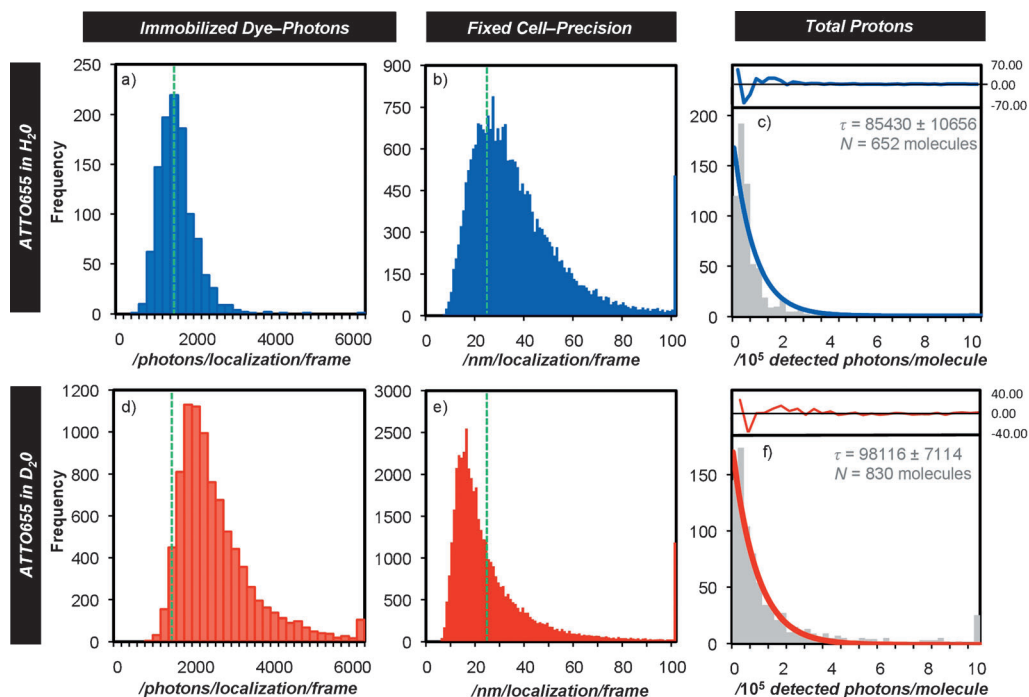 Immobilized Dye–Photons
Fixed Cell–Precision
Total Protons
ATTO655 in H₂0
a)
Frequency
250
200
150
100
50
0
0 2000 4000 6000
/photons/localization/frame
b)
900
750
600
450
300
150
0
0 20 40 60 80 100
/nm/localization/frame
70.00
0.00
-70.00
c)
τ = 85430 ± 10656
N = 652 molecules
200
150
100
50
0
0 2 4 6 8 10
/10⁵ detected photons/molecule
ATTO655 in D₂0
d)
Frequency
1200
1000
800
600
400
200
0
0 2000 4000 6000
/photons/localization/frame
e)
3000
2500
2000
1500
1000
500
0
0 20 40 60 80 100
/nm/localization/frame
40.00
0.00
-40.00
f)
τ = 98116 ± 7114
N = 830 molecules
150
100
50
0
0 2 4 6 8 10
/10⁵ detected photons/molecule